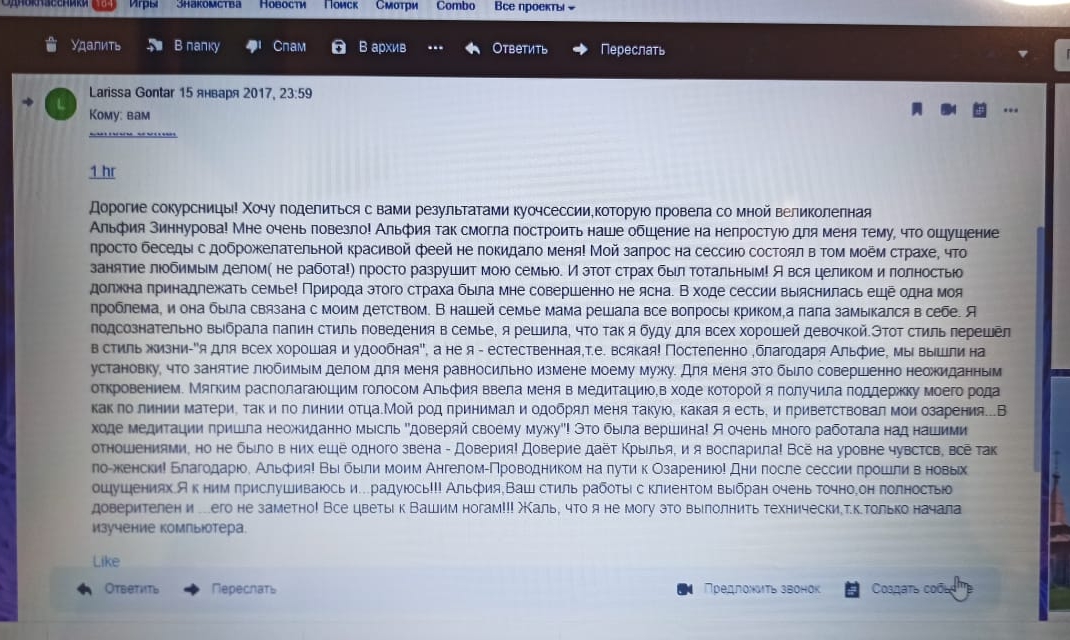 Одноклассники 184 Игры Знакомства Новости Поиск Смотри Combo Все проекты
Удалить В папку Спам В архив ... Ответить Переслать
Larissa Gontar 15 января 2017, 23:59
L
Кому: вам
Larissa Gontar
1 hr
Дорогие сокурсницы! Хочу поделиться с вами результатами куочсессии,которую провела со мной великолепная
Альфия Зиннурова! Мне очень повезло! Альфия так смогла построить наше общение на непростую для меня тему, что ощущение
просто беседы с доброжелательной красивой феей не покидало меня! Мой запрос на сессию состоял в том моём страхе, что
занятие любимым делом( не работа!) просто разрушит мою семью. И этот страх был тотальным! Я вся целиком и полностью
должна принадлежать семье! Природа этого страха была мне совершенно не ясна. В ходе сессии выяснилась ещё одна моя
проблема, и она была связана с моим детством. В нашей семье мама решала все вопросы криком,а папа замыкался в себе. Я
подсознательно выбрала папин стиль поведения в семье, я решила, что так я буду для всех хорошей девочкой.Этот стиль перешёл
в стиль жизни-"я для всех хорошая и удообная", а не я - естественная,т.е. всякая! Постепенно ,благодаря Альфие, мы вышли на
установку, что занятие любимым делом для меня равносильно измене моему мужу. Для меня это было совершенно неожиданным
откровением. Мягким располагающим голосом Альфия ввела меня в медитацию,в ходе которой я получила поддержку моего рода
как по линии матери, так и по линии отца.Мой род принимал и одобрял меня такую, какая я есть, и приветствовал мои озарения...В
ходе медитации пришла неожиданно мысль "доверяй своему мужу"! Это была вершина! Я очень много работала над нашими
отношениями, но не было в них ещё одного звена - Доверия! Доверие даёт Крылья, и я воспарила! Всё на уровне чувстсв, всё так
по-женски! Благодарю, Альфия! Вы были моим Ангелом-Проводником на пути к Озарению! Дни после сессии прошли в новых
ощущениях.Я к ним прислушиваюсь и...радуюсь!!! Альфия,Ваш стиль работы с клиентом выбран очень точно,он полностью
доверителен и ...его не заметно! Все цветы к Вашим ногам!!! Жаль, что я не могу это выполнить технически,т.к.только начала
изучение компьютера.
Like
Ответить Переслать Предложить звонок Создать